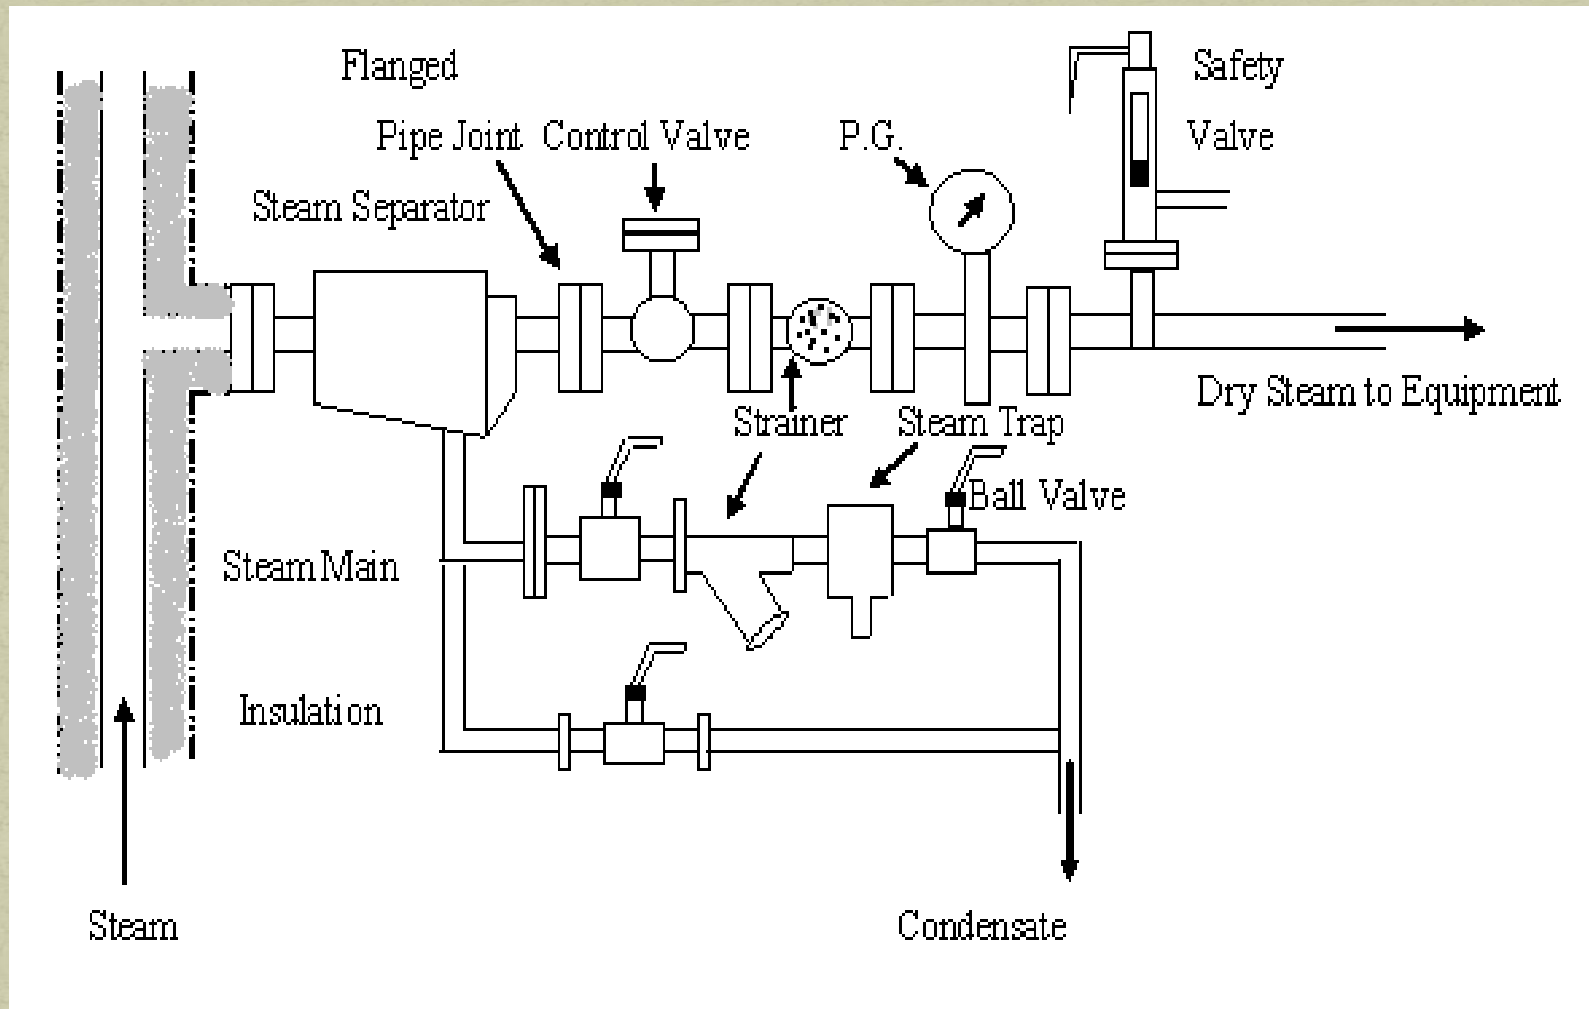 Flanged
Safety
Pipe Joint Control Valve
P.G.
Valve
Steam Separator
Dry Steam to Equipment
Strainer
Steam Trap
Ball Valve
Steam Main
Insulation
Steam
Condensate